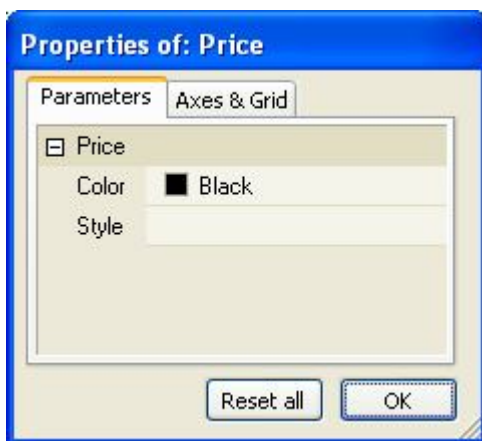 Properties of: Price
Parameters Axes & Grid
Price
Color Black
Style
Reset all OK